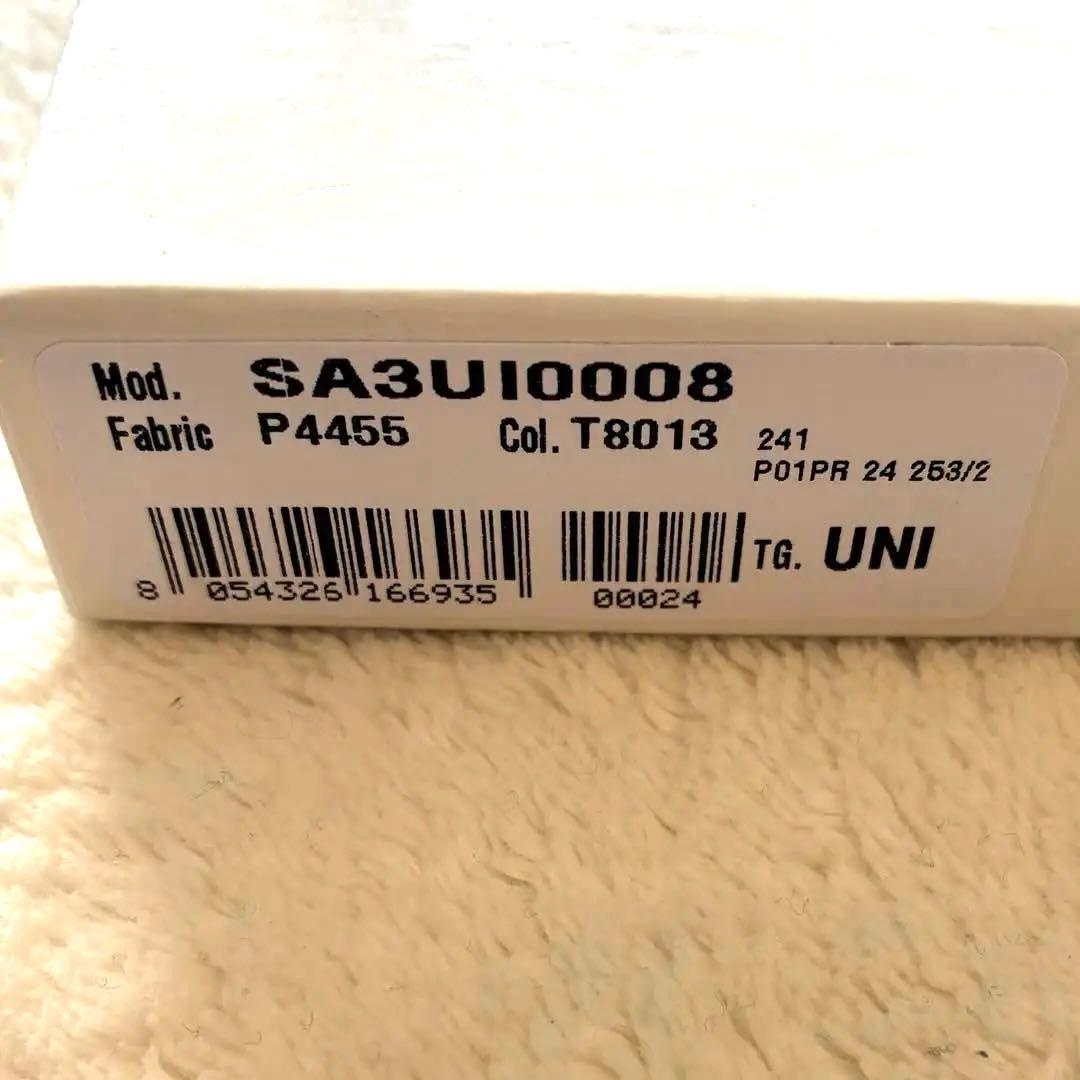 Mod. SA3UI0008
Fabric P4455 Col. T8013 241
P01PR 24 253/2
TG. UNI
8 054326 166935 00024